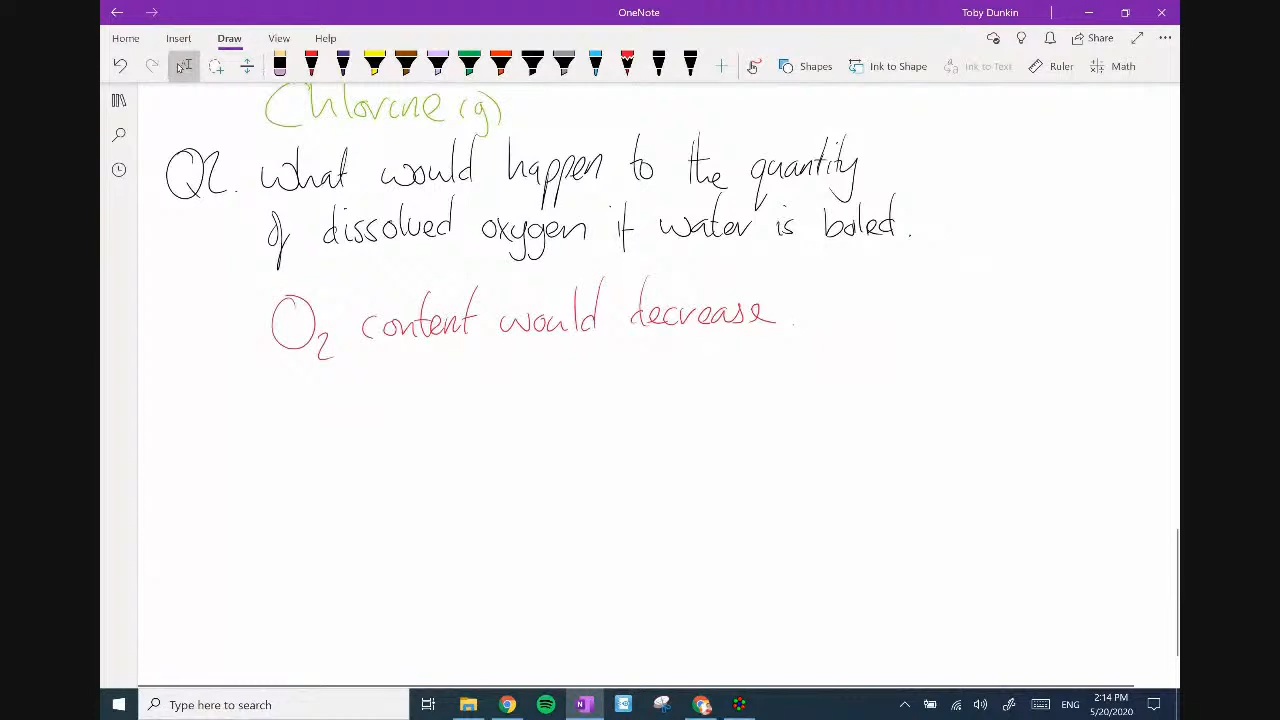 OneNote
Toby Dunkin
Home Insert Draw View Help
Share
Shapes Ink to Shape Ink to Text Ruler Math
Chlorine (g)
Q2. What would happen to the quantity
of dissolved oxygen if water is boiled.
O2 content would decrease.
Type here to search
ENG
2:14 PM
5/20/2020